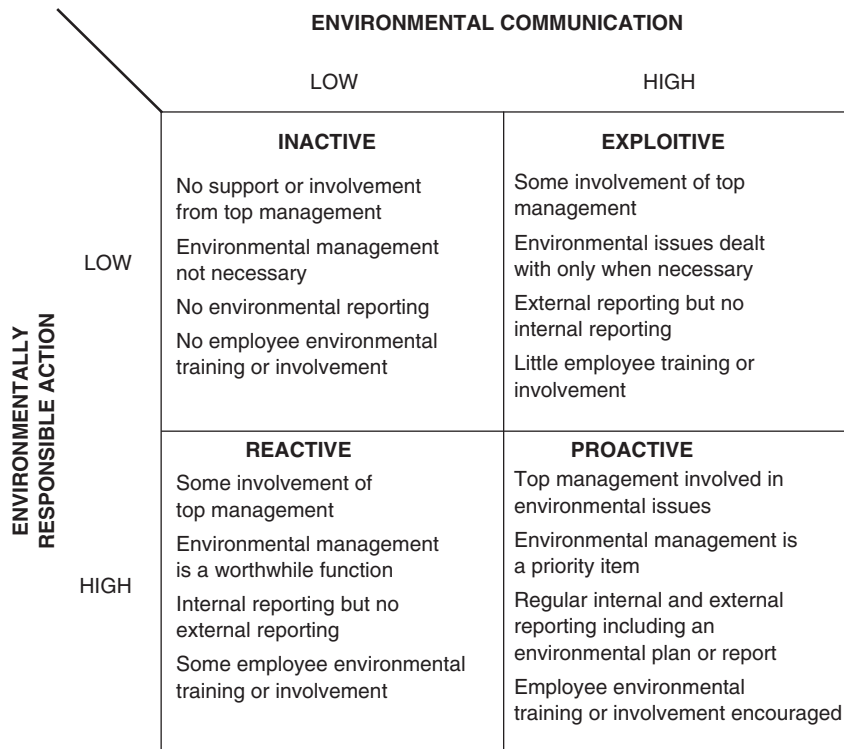 ENVIRONMENTAL COMMUNICATION
LOW
HIGH
ENVIRONMENTALLY
RESPONSIBLE ACTION
LOW
INACTIVE
No support or involvement
from top management
Environmental management
not necessary
No environmental reporting
No employee environmental
training or involvement
EXPLOITIVE
Some involvement of top
management
Environmental issues dealt
with only when necessary
External reporting but no
internal reporting
Little employee training or
involvement
HIGH
REACTIVE
Some involvement of
top management
Environmental management
is a worthwhile function
Internal reporting but no
external reporting
Some employee environmental
training or involvement
PROACTIVE
Top management involved in
environmental issues
Environmental management is
a priority item
Regular internal and external
reporting including an
environmental plan or report
Employee environmental
training or involvement encouraged